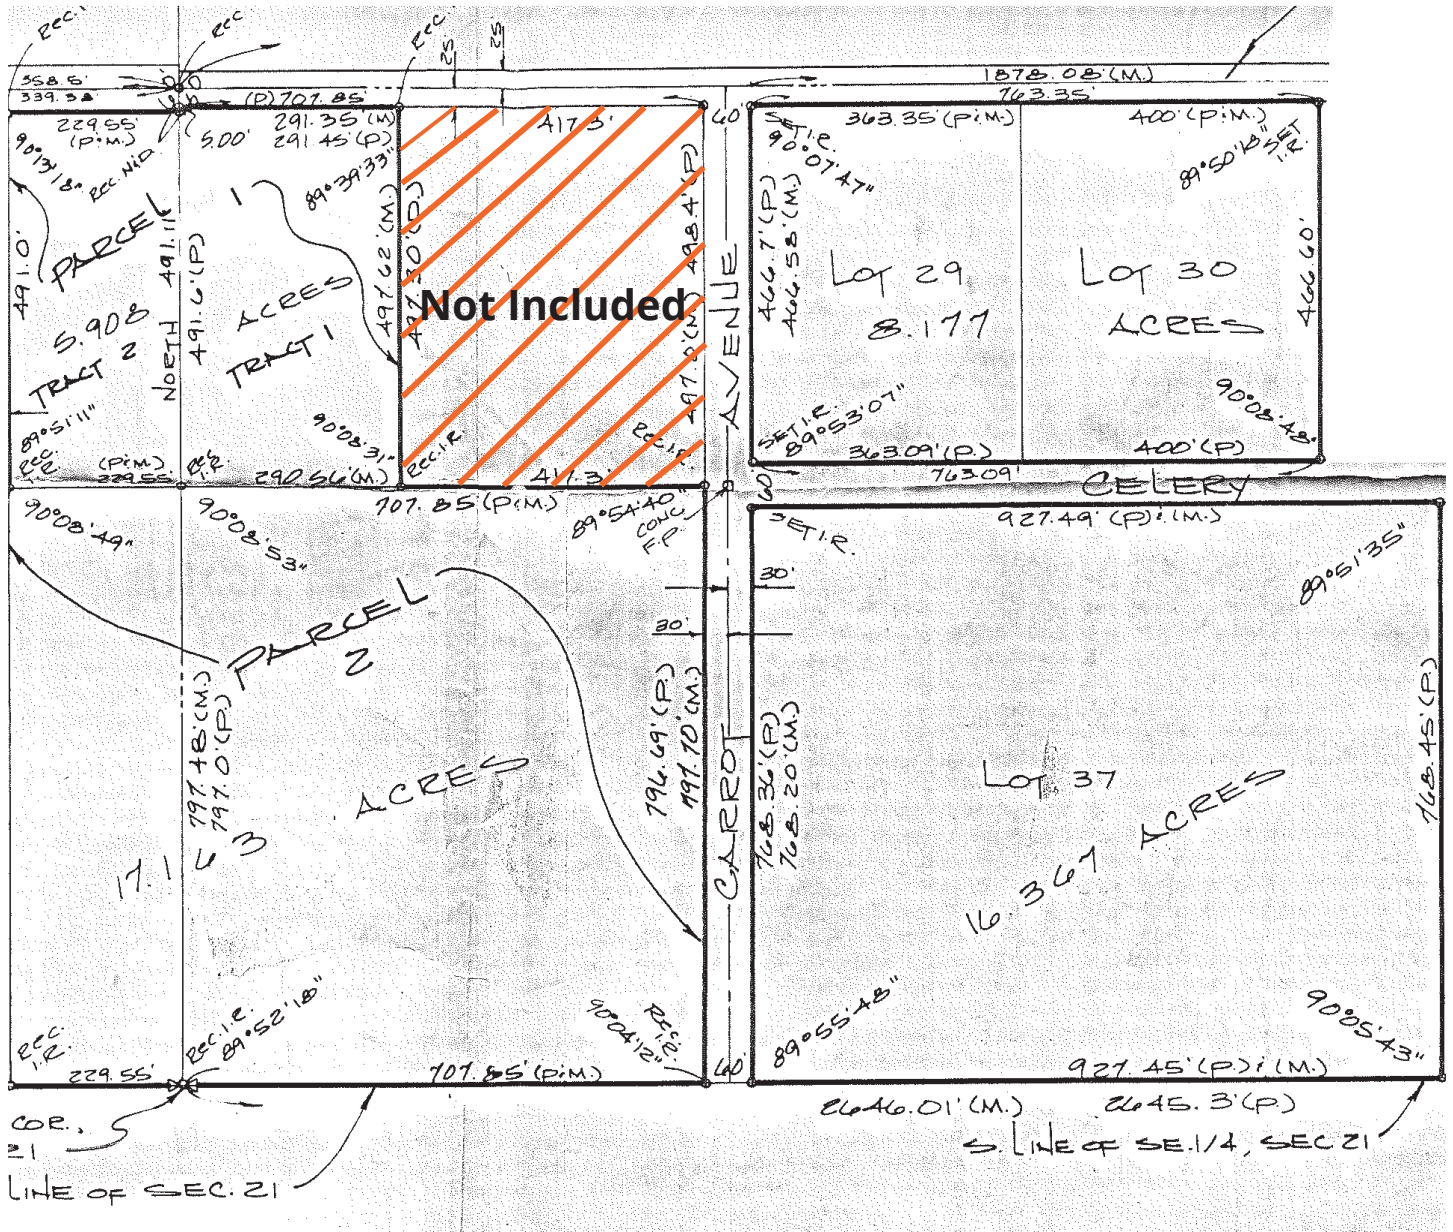 REC.
REC
REC
25
25
358.5'
339.38
(P) 707.85'
1878.08'(M.)
763.35'
229.55'
(P.&M.)
5.00'
291.35'(M)
291.45'(P)
417.3'
60'
SET I.R.
363.35'(P.&M.)
400'(P.&M.)
90°13'18"
REC. NID.
89°39'33"
90°07'47"
89°50'18"
SET I.R.
PARCEL 1
491.0'
NORTH 491.11
491.6'(P)
497.62'(M.)
498.4'(P)
AVENUE
466.7'(P)
466.58'(M.)
466.60'
Lot 29
Lot 30
8.177
ACRES
5.908
ACRES
TRACT 2
TRACT 1
Not Included
89°51'11"
REC. I.R.
90°08'31"
REC. I.R.
REC. I.R.
SET I.R.
89°53'07"
90°08'48"
(P.&M.)
229.55'
REC. I.R.
290.56'(M.)
417.3'
363.09'(P.)
400'(P)
763.09'
60'
CELERY
707.85'(P.&M.)
90°08'49"
90°08'53"
89°54'40"
CONC.
F.P.
SET I.R.
927.49'(P)&(M.)
89°51'35"
30'
30'
PARCEL
2
797.48'(M.)
797.0'(P.)
796.69'(P.)
797.70'(M.)
CARROT
768.36'(P)
768.20'(M.)
768.45'(P.)
Lot 37
ACRES
17.163
16.367 ACRES
REC. I.R.
REC. I.R.
89°52'18"
90°04'12"
REC. I.R.
89°55'48"
90°05'43"
229.55'
707.85'(P.&M.)
60'
927.45'(P.)&(M.)
COR.,
21
2646.01'(M.)
2645.3'(P.)
S. LINE OF SE.1/4, SEC 21
LINE OF SEC. 21